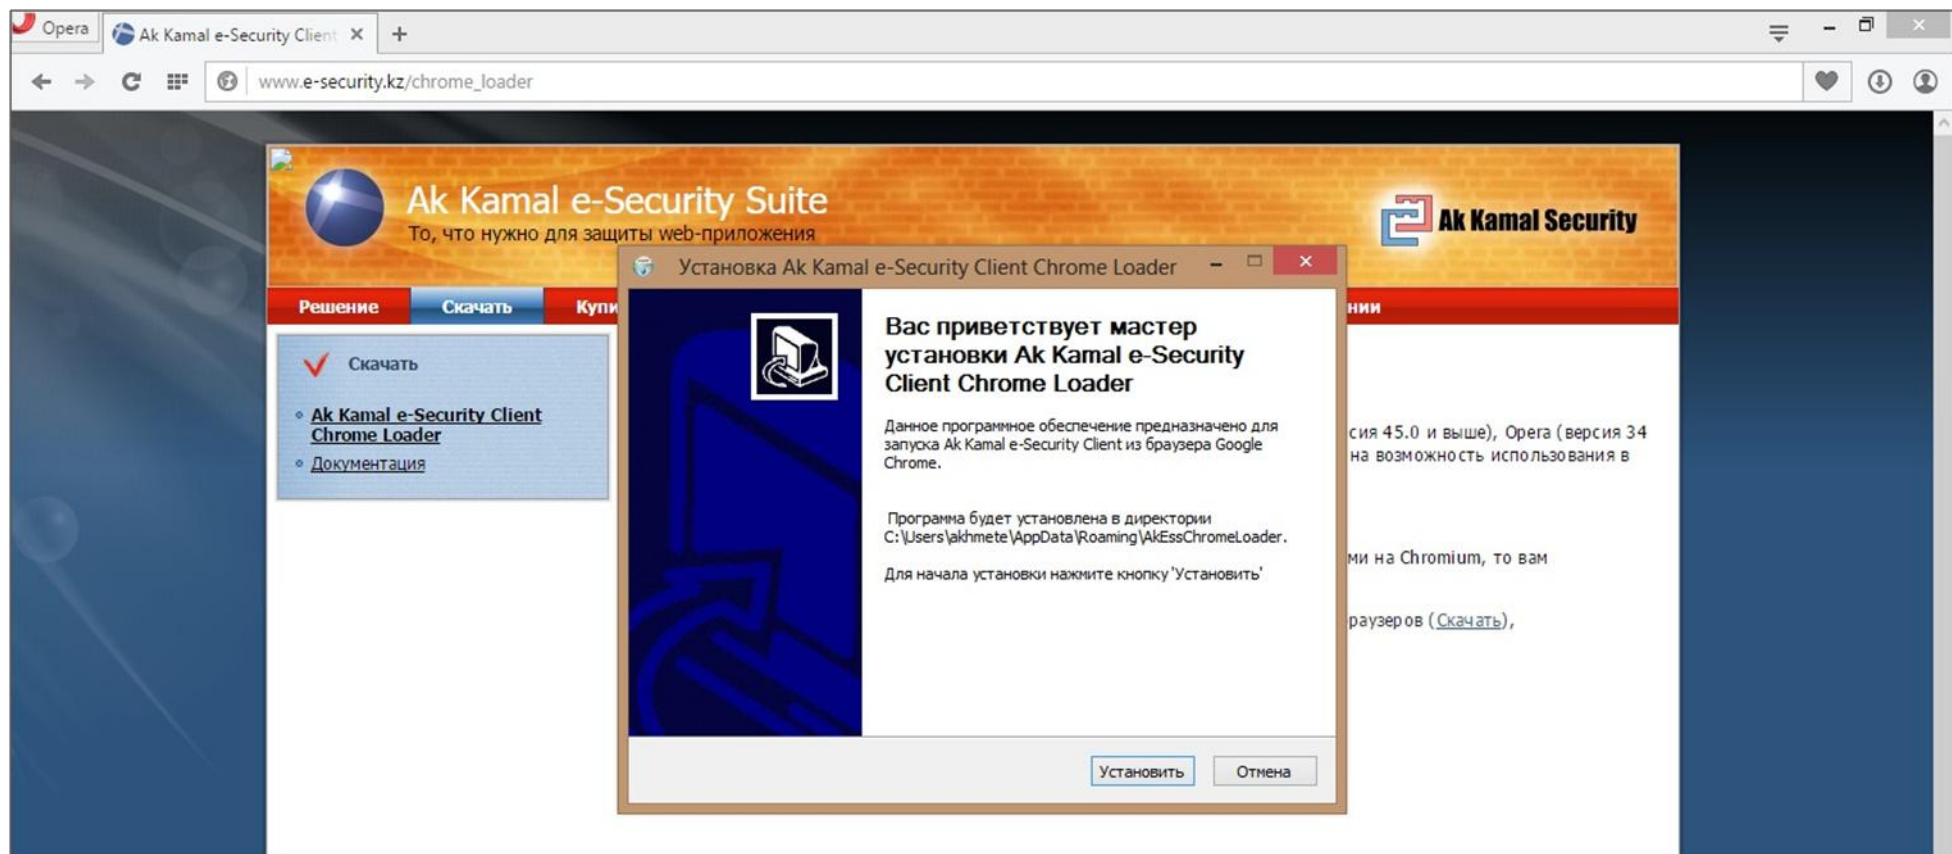 Opera
Ak Kamal e-Security Client
www.e-security.kz/chrome_loader
Ak Kamal e-Security Suite
То, что нужно для защиты web-приложения
Ak Kamal Security
Решение
Скачать
Скачать
Ak Kamal e-Security Client
Chrome Loader
Документация
Установка Ak Kamal e-Security Client Chrome Loader
Вас приветствует мастер
установки Ak Kamal e-Security
Client Chrome Loader
Данное программное обеспечение предназначено для
запуска Ak Kamal e-Security Client из браузера Google
Chrome.
Программа будет установлена в директории
C:\Users\akhmete\AppData\Roaming\AkEssChromeLoader.
Для начала установки нажмите кнопку 'Установить'
Установить
Отмена
45.0 и выше), Opera (версия 34
на возможность использования в
на Chromium, то вам
(Скачать),